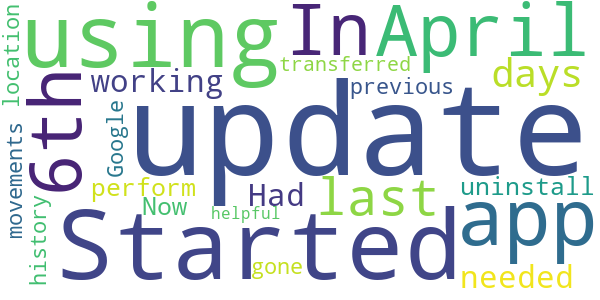 using
In
April
location
transferred
working
previous
days
6th
update
Google
movements
perform
Had
last
uninstall
Now
helpful
app
history
Started
gone
needed